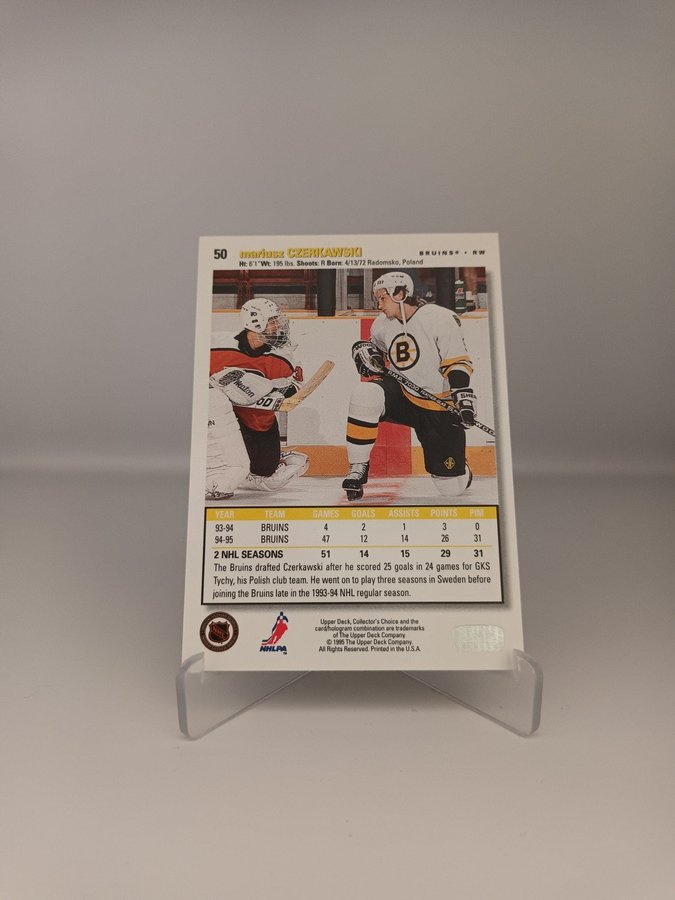 50 mariusz CZERKAWSKI BRUINS® • RW
Ht: 6'1" Wt: 195 lbs. Shoots: R Born: 4/13/72 Radomsko, Poland
B
YEAR TEAM GAMES GOALS ASSISTS POINTS PIM
93-94 BRUINS 4 2 1 3 0
94-95 BRUINS 47 12 14 26 31
2 NHL SEASONS 51 14 15 29 31
The Bruins drafted Czerkawski after he scored 25 goals in 24 games for GKS
Tychy, his Polish club team. He went on to play three seasons in Sweden before
joining the Bruins late in the 1993-94 NHL regular season.
NHL
NHLPA
Upper Deck, Collector's Choice and the
card/hologram combination are trademarks
of The Upper Deck Company.
© 1995 The Upper Deck Company.
All Rights Reserved. Printed in the U.S.A.